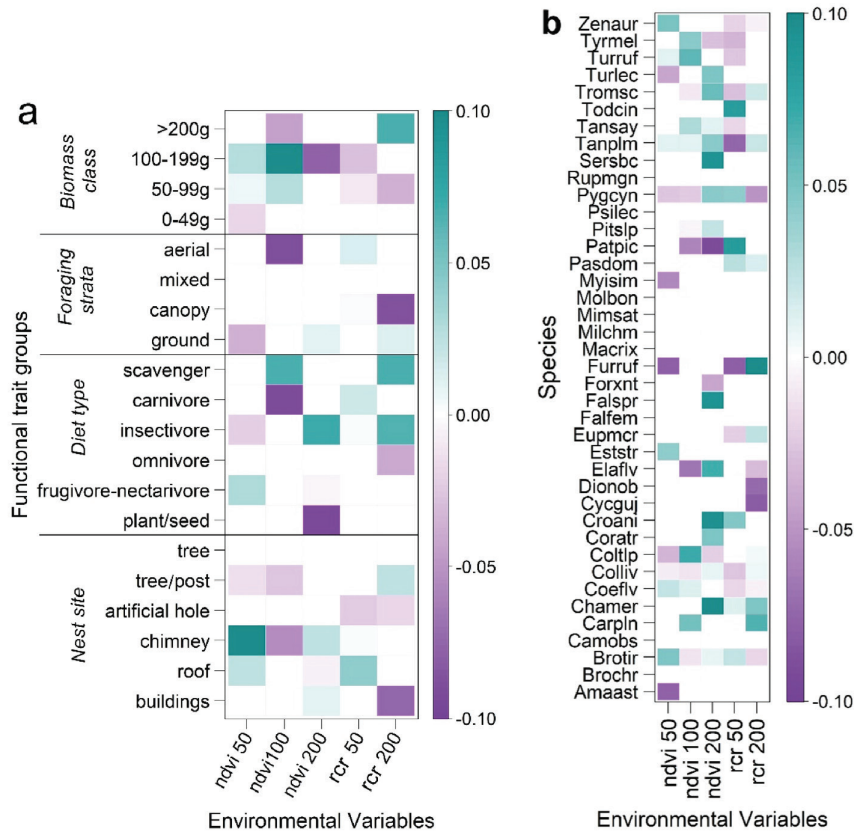 a
Functional trait groups
Biomass class
>200g
100-199g
50-99g
0-49g
Foraging strata
aerial
mixed
canopy
ground
Diet type
scavenger
carnivore
insectivore
omnivore
frugivore-nectarivore
plant/seed
Nest site
tree
tree/post
artificial hole
chimney
roof
buildings
ndvi 50
ndvi100
ndvi 200
rcr 50
rcr 200
Environmental Variables
0.10
0.05
0.00
-0.05
-0.10
b
Species
Zenaur
Tyrmel
Turruf
Turlec
Tromsc
Todcin
Tansay
Tanplm
Sersbc
Rupmgn
Pygcyn
Psilec
Pitslp
Patpic
Pasdom
Myisim
Molbon
Mimsat
Milchm
Macrix
Furruf
Forxnt
Falspr
Falfem
Eupmcr
Eststr
Elaflv
Dionob
Cycguj
Croani
Coratr
Coltlp
Colliv
Coeflv
Chamer
Carpln
Camobs
Brotir
Brochr
Amaast
ndvi 50
ndvi 100
ndvi 200
rcr 50
rcr 200
Environmental Variables
0.10
0.05
0.00
-0.05
-0.10